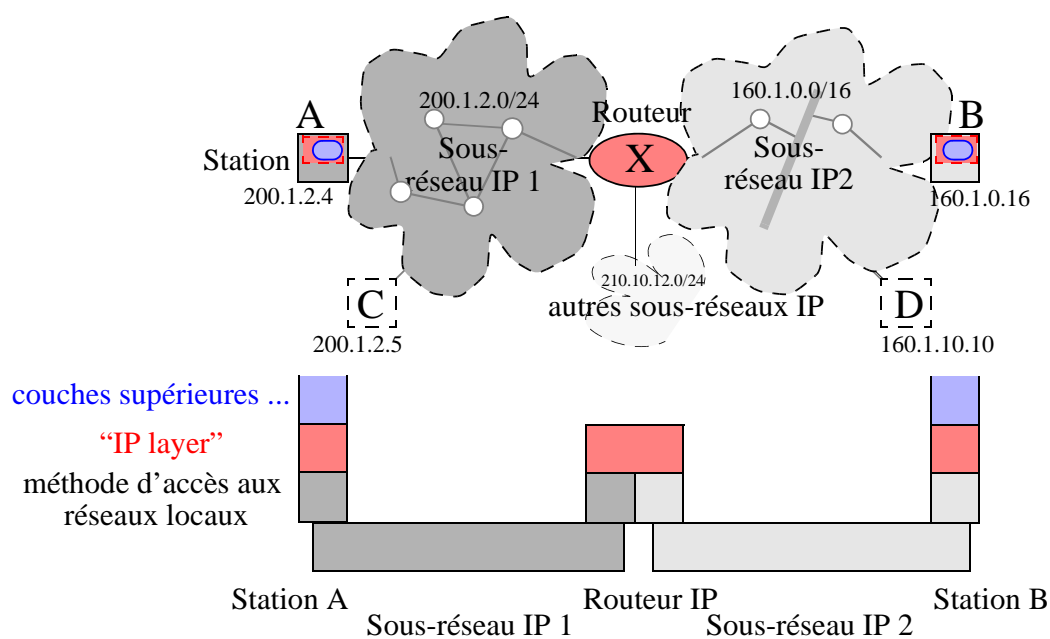 200.1.2.0/24
160.1.0.0/16
A
Routeur
B
Station
Sous-
réseau IP 1
X
Sous-
réseau IP2
200.1.2.4
160.1.0.16
210.10.12.0/24
C
autres sous-réseaux IP
D
200.1.2.5
160.1.10.10
couches supérieures ...
“IP layer”
méthode d’accès aux
réseaux locaux
Station A
Routeur IP
Station B
Sous-réseau IP 1
Sous-réseau IP 2